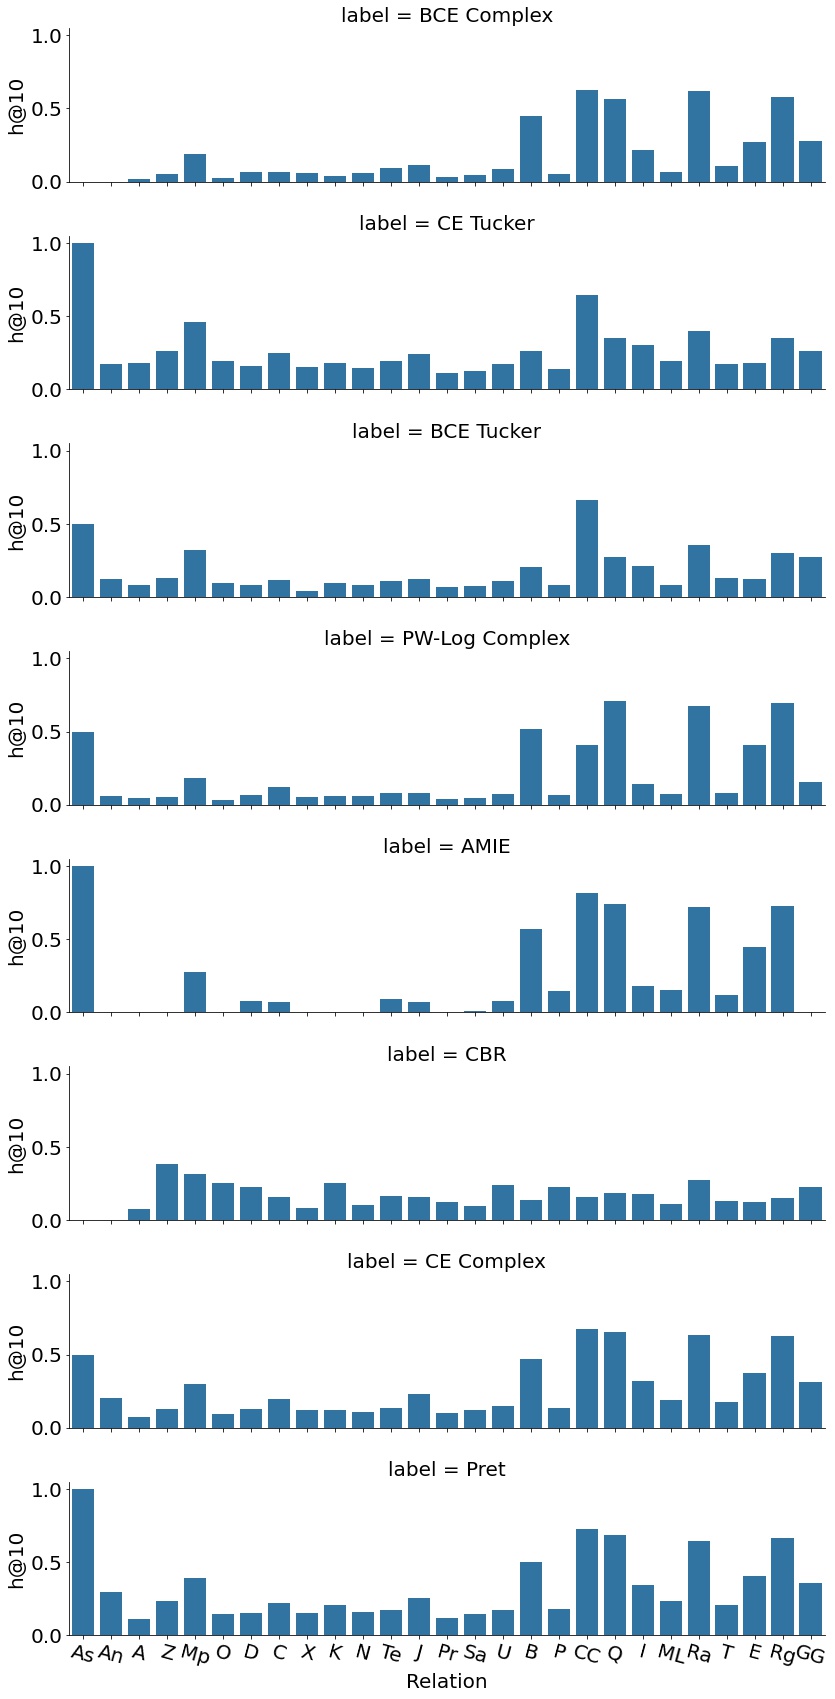 label = BCE Complex
1.0
0.5
0.0
h@10
label = CE Tucker
1.0
0.5
0.0
h@10
label = BCE Tucker
1.0
0.5
0.0
h@10
label = PW-Log Complex
1.0
0.5
0.0
h@10
label = AMIE
1.0
0.5
0.0
h@10
label = CBR
1.0
0.5
0.0
h@10
label = CE Complex
1.0
0.5
0.0
h@10
label = Pret
1.0
0.5
0.0
h@10
As An A Z Mp O D C X K N Te J Pr Sa U B P CC Q I ML Ra T E Rg GG
Relation